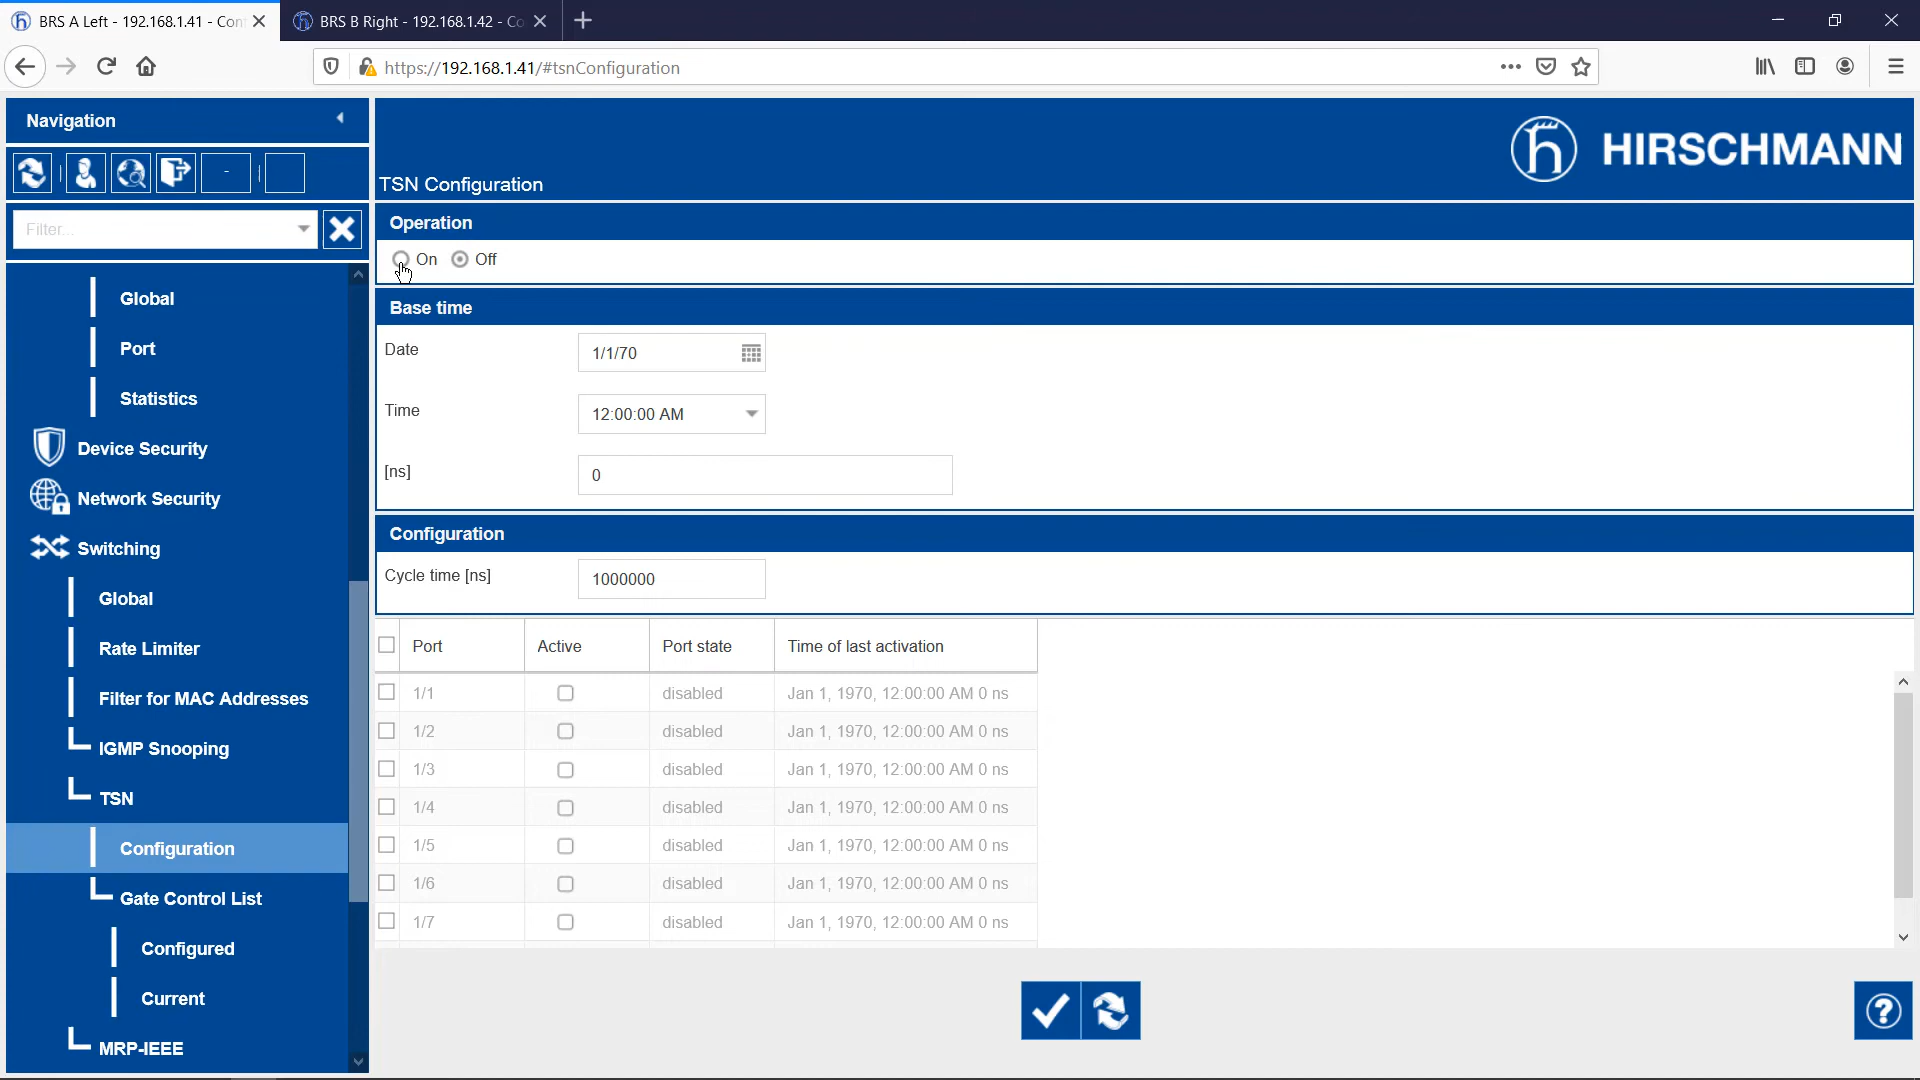 BRS A Left - 192.168.1.41 - Con
BRS B Right - 192.168.1.42 - Co
https://192.168.1.41/#tsnConfiguration
Navigation
-
Filter...
Global
Port
Statistics
Device Security
Network Security
Switching
Global
Rate Limiter
Filter for MAC Addresses
IGMP Snooping
TSN
Configuration
Gate Control List
Configured
Current
MRP-IEEE
HIRSCHMANN
TSN Configuration
Operation
On Off
Base time
Date 1/1/70
Time 12:00:00 AM
[ns] 0
Configuration
Cycle time [ns] 1000000
Port Active Port state Time of last activation
1/1 disabled Jan 1, 1970, 12:00:00 AM 0 ns
1/2 disabled Jan 1, 1970, 12:00:00 AM 0 ns
1/3 disabled Jan 1, 1970, 12:00:00 AM 0 ns
1/4 disabled Jan 1, 1970, 12:00:00 AM 0 ns
1/5 disabled Jan 1, 1970, 12:00:00 AM 0 ns
1/6 disabled Jan 1, 1970, 12:00:00 AM 0 ns
1/7 disabled Jan 1, 1970, 12:00:00 AM 0 ns